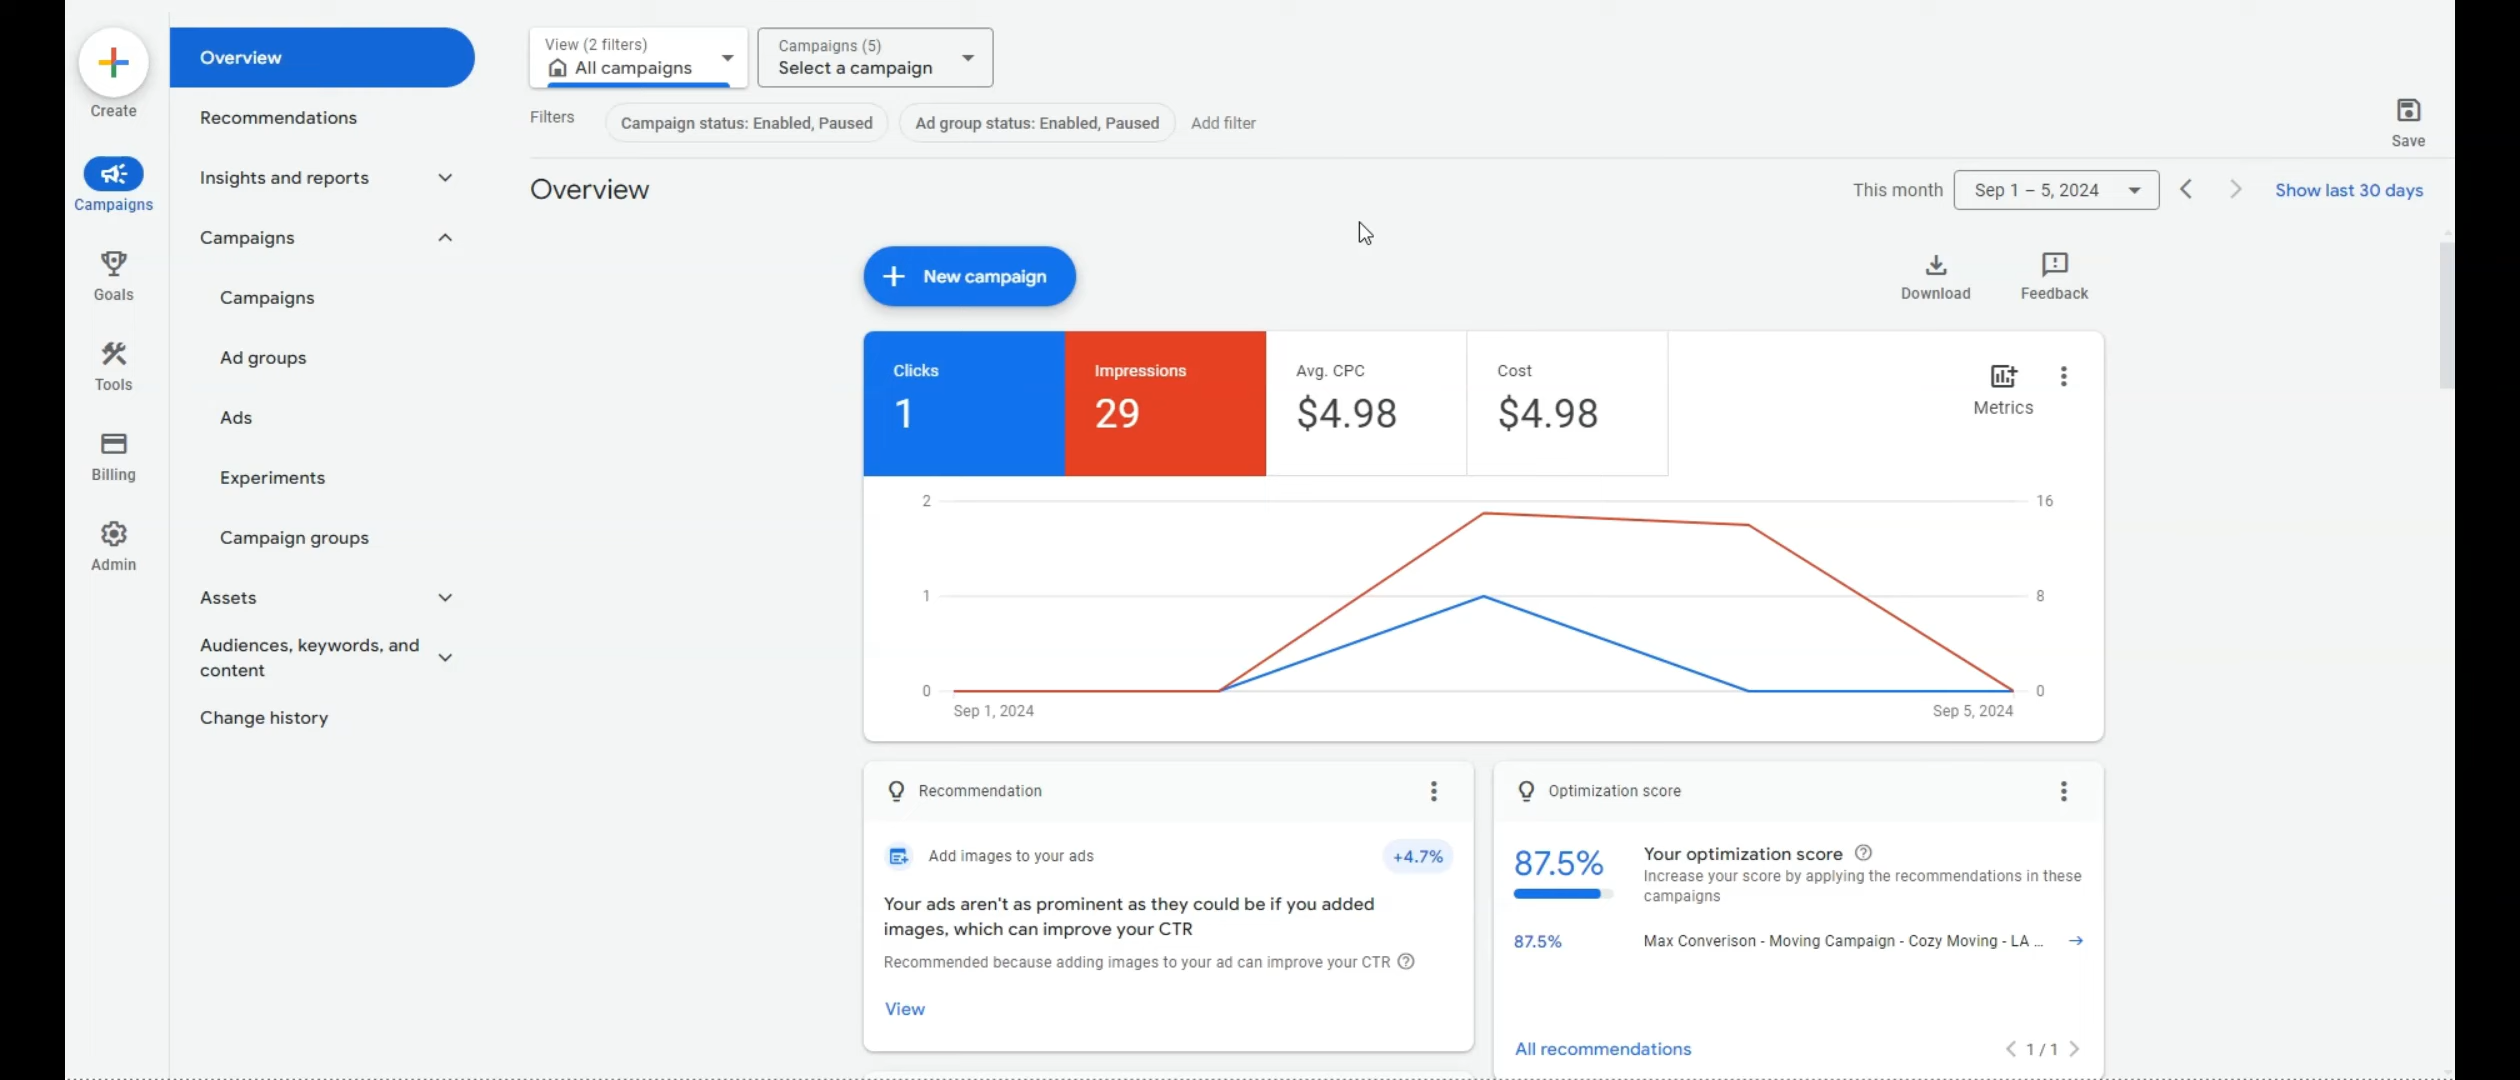 Create
Campaigns
Goals
Tools
Billing
Admin
Overview
Recommendations
Insights and reports
Campaigns
Campaigns
Ad groups
Ads
Experiments
Campaign groups
Assets
Audiences, keywords, and
content
Change history
View (2 filters)
All campaigns
Campaigns (5)
Select a campaign
Filters
Campaign status: Enabled, Paused
Ad group status: Enabled, Paused
Add filter
Save
Overview
This month
Sep 1 – 5, 2024
Show last 30 days
New campaign
Download
Feedback
Clicks
1
Impressions
29
Avg. CPC
$4.98
Cost
$4.98
Metrics
2
16
1
8
0
0
Sep 1, 2024
Sep 5, 2024
Recommendation
Add images to your ads
+4.7%
Your ads aren't as prominent as they could be if you added
images, which can improve your CTR
Recommended because adding images to your ad can improve your CTR
View
Optimization score
87.5%
Your optimization score
Increase your score by applying the recommendations in these
campaigns
87.5%
Max Converison - Moving Campaign - Cozy Moving - LA ...
All recommendations
1 / 1